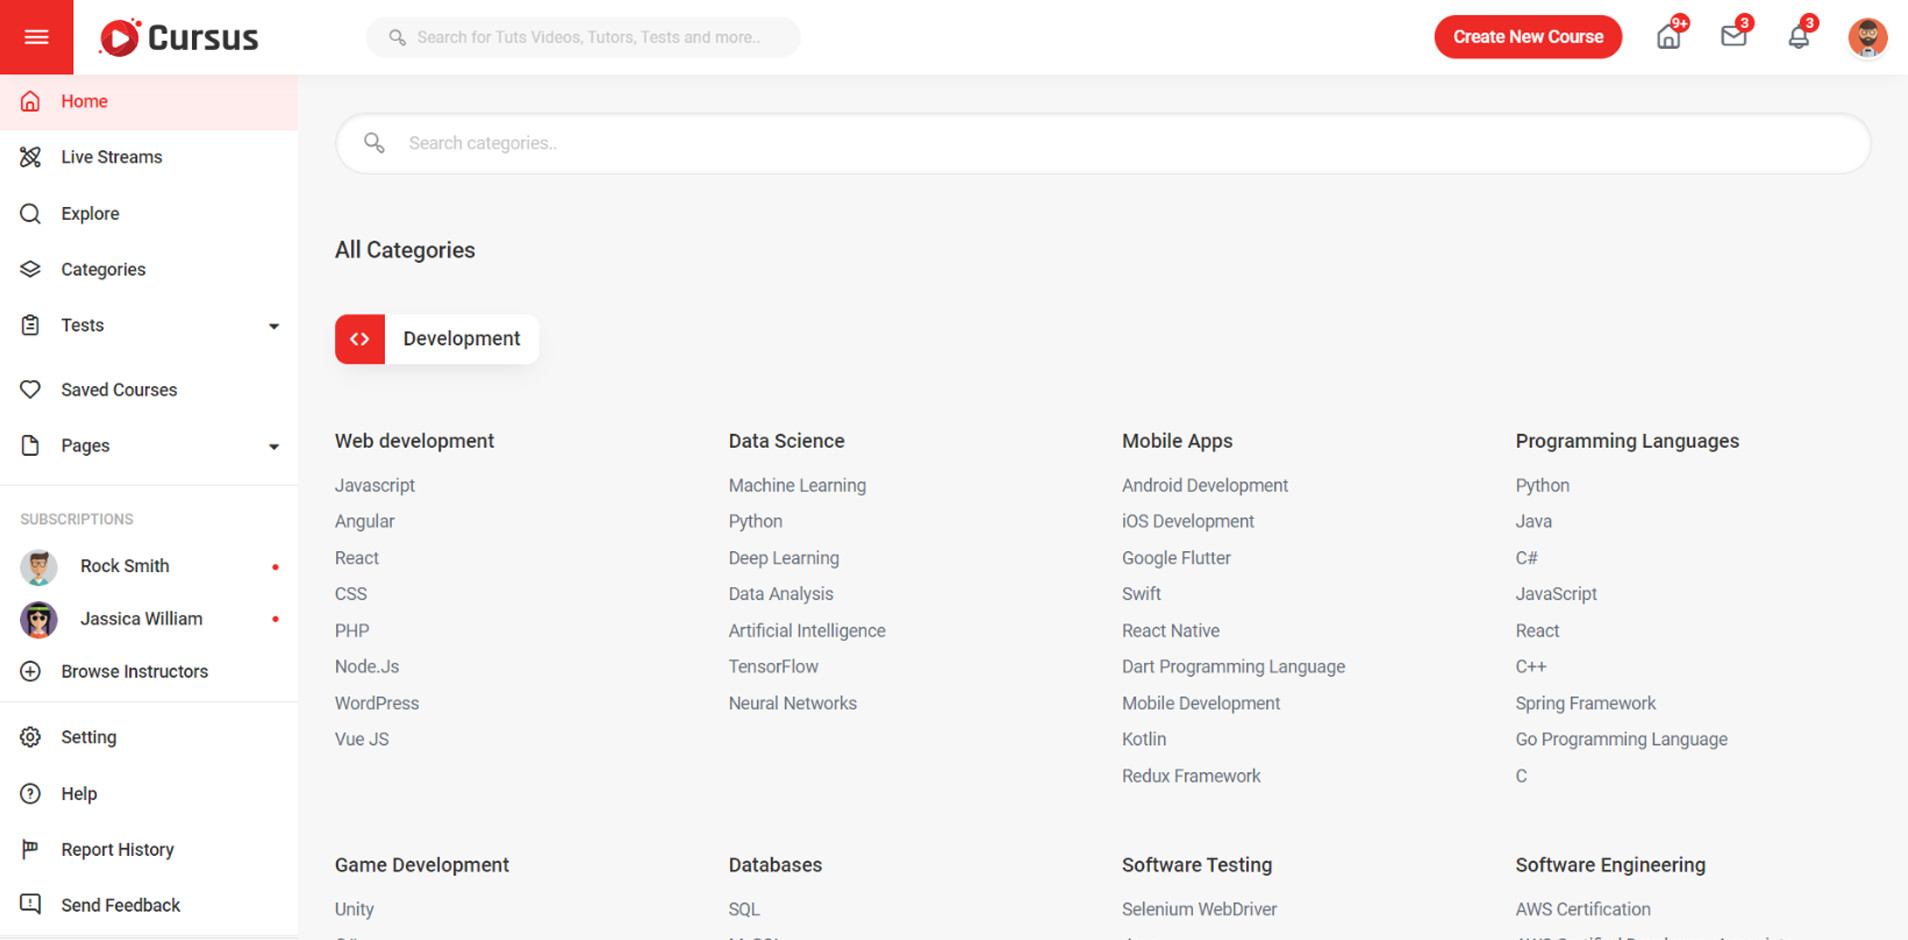 Cursus
Search for Tuts Videos, Tutors, Tests and more..
Create New Course
9+
3
3
Home
Live Streams
Explore
Categories
Tests
Saved Courses
Pages
SUBSCRIPTIONS
Rock Smith
Jassica William
Browse Instructors
Setting
Help
Report History
Send Feedback
Search categories..
All Categories
Development
Web development
Javascript
Angular
React
CSS
PHP
Node.Js
WordPress
Vue JS
Data Science
Machine Learning
Python
Deep Learning
Data Analysis
Artificial Intelligence
TensorFlow
Neural Networks
Mobile Apps
Android Development
iOS Development
Google Flutter
Swift
React Native
Dart Programming Language
Mobile Development
Kotlin
Redux Framework
Programming Languages
Python
Java
C#
JavaScript
React
C++
Spring Framework
Go Programming Language
C
Game Development
Unity
Databases
SQL
Software Testing
Selenium WebDriver
Software Engineering
AWS Certification